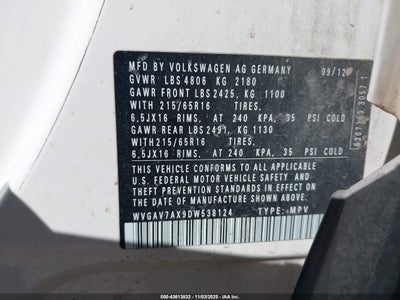 MFD BY VOLKSWAGEN AG GERMANY 09/12
GVWR LBS 4806 KG 2180
GAWR FRONT LBS 2425, KG 1100
WITH 215/65R16 TIRES,
6,5JX16 RIMS, AT 240 KPA, 35 PSI COLD
GAWR REAR LBS 2491, KG 1130
WITH 215/65R16 TIRES,
6,5JX16 RIMS, AT 240 KPA, 35 PSI COLD
THIS VEHICLE CONFORMS TO ALL APPLICABLE
FEDERAL MOTOR VEHICLE SAFETY, BUMPER, AND
THEFT PREVENTION STANDARDS IN EFFECT ON THE
DATE OF MANUFACTURE SHOWN ABOVE.
WVGAV7AX9DW538124 TYPE: MPV
Stock No: 43613832 - 11/03/2025 - IAA Inc.